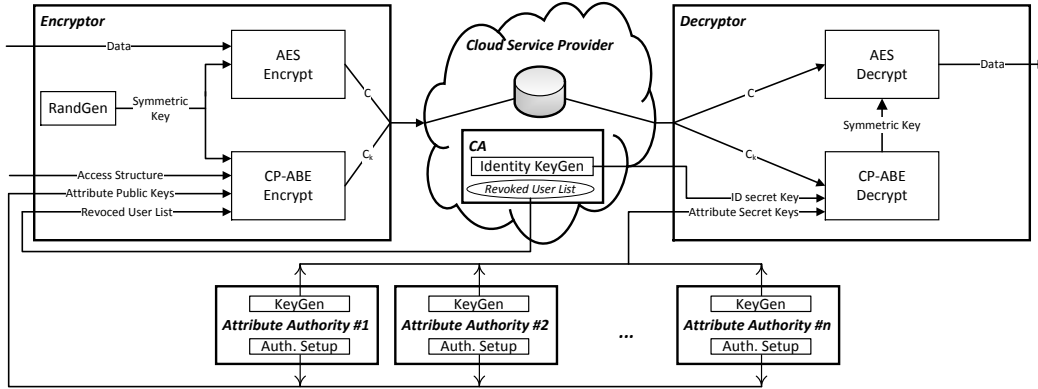 Encryptor
Data
AES
Encrypt
RandGen
Symmetric
Key
C
Cₖ
Access Structure
Attribute Public Keys
Revoced User List
CP-ABE
Encrypt
Cloud Service Provider
CA
Identity KeyGen
Revoked User List
Decryptor
AES
Decrypt
Data
C
Symmetric Key
Cₖ
CP-ABE
Decrypt
ID secret Key
Attribute Secret Keys
KeyGen
Attribute Authority #1
Auth. Setup
KeyGen
Attribute Authority #2
Auth. Setup
...
KeyGen
Attribute Authority #n
Auth. Setup